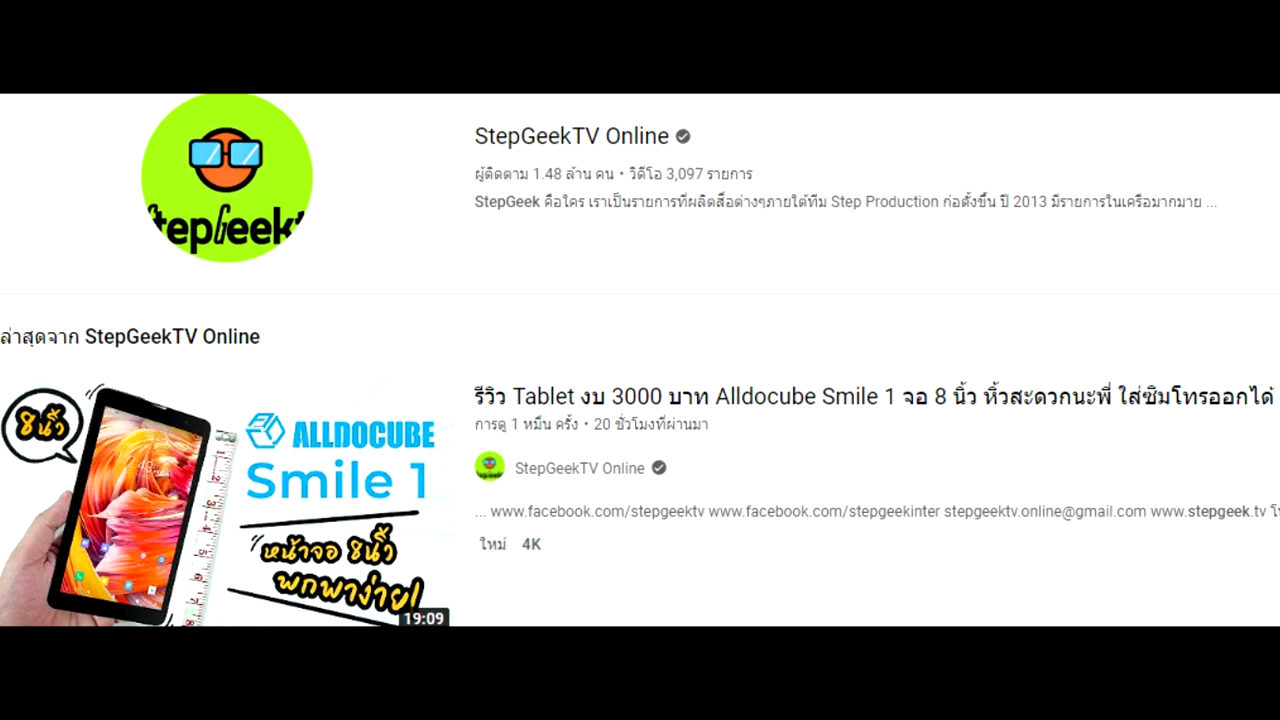 StepGeekTV Online
ผู้ติดตาม 1.48 ล้าน คน • วิดีโอ 3,097 รายการ
StepGeek คือใคร เราเป็นรายการที่ผลิตสื่อต่างๆภายใต้ทีม Step Production ก่อตั้งขึ้น ปี 2013 มีรายการในเครือมากมาย ...
StepGeekT
ล่าสุดจาก StepGeekTV Online
8นิ้ว
ALLDOCUBE
Smile 1
หน้าจอ 8นิ้ว
พกพาง่าย!
19:09
รีวิว Tablet งบ 3000 บาท Alldocube Smile 1 จอ 8 นิ้ว หิ้วสะดวกนะพี่ ใส่ซิมโทรออกได้
การดู 1 หมื่น ครั้ง • 20 ชั่วโมงที่ผ่านมา
StepGeekTV Online
... www.facebook.com/stepgeektv www.facebook.com/stepgeekinter stepgeektv.online@gmail.com www.stepgeek.tv
ใหม่ 4K